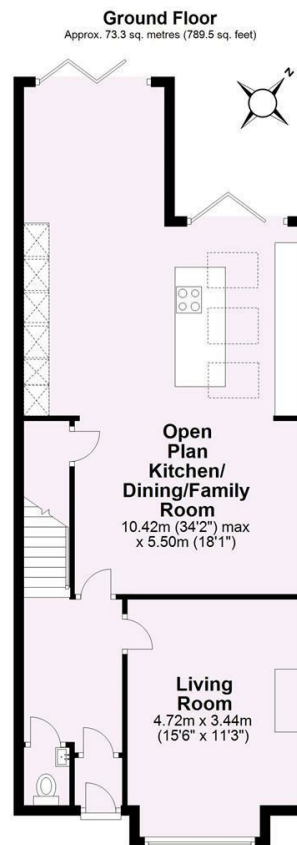 Ground Floor
Approx. 73.3 sq. metres (789.5 sq. feet)
N
Open
Plan
Kitchen/
Dining/Family
Room
10.42m (34'2") max
x 5.50m (18'1")
Living
Room
4.72m x 3.44m
(15'6" x 11'3")